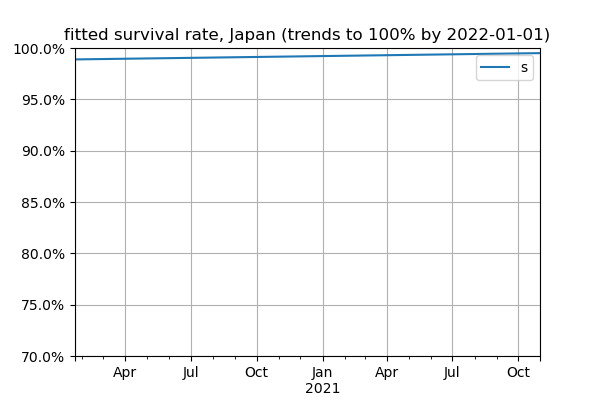 fitted survival rate, Japan (trends to 100% by 2022-01-01)
100.0%
s
95.0%
90.0%
85.0%
80.0%
75.0%
70.0%
Apr Jul Oct Jan Apr Jul Oct
2021